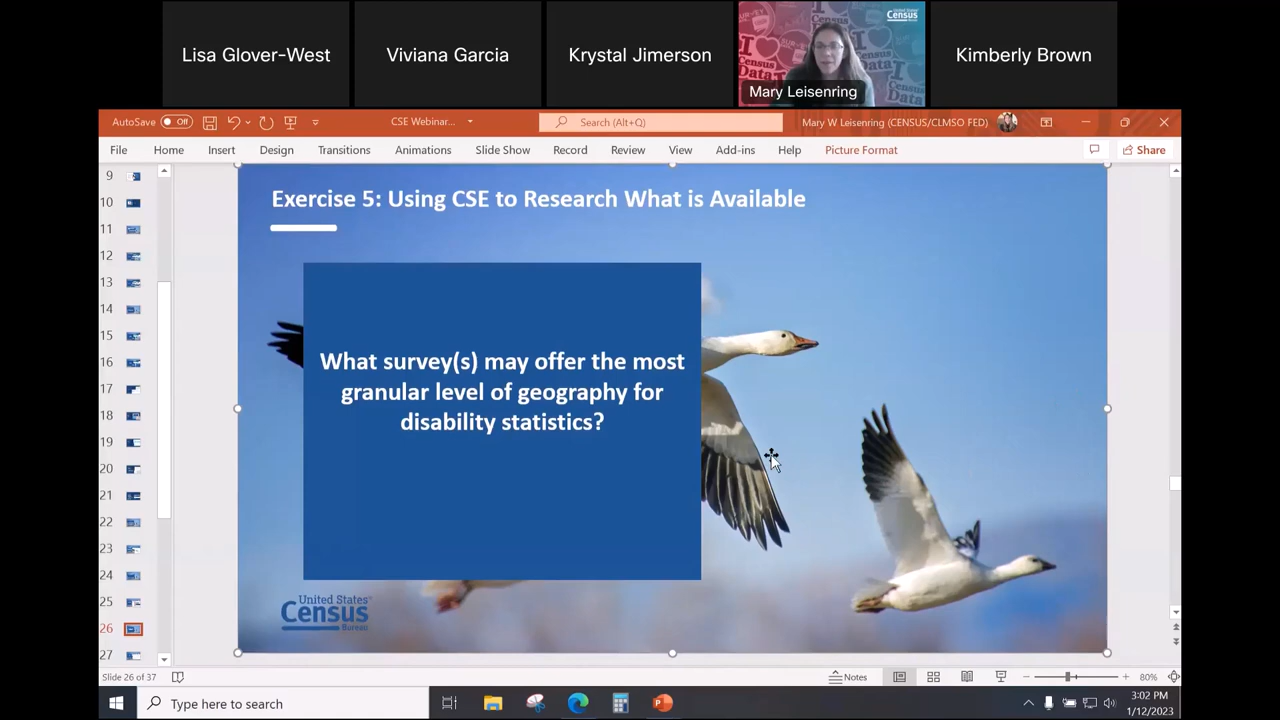 Lisa Glover-West
Viviana Garcia
Krystal Jimerson
United States
Census
Mary Leisenring
Kimberly Brown
AutoSave Off
CSE Webinar...
Search (Alt+Q)
Mary W Leisenring (CENSUS/CLMSO FED)
File Home Insert Design Transitions Animations Slide Show Record Review View Add-ins Help Picture Format Share
9
10
11
12
13
14
15
16
17
18
19
20
21
22
23
24
25
26
27
Exercise 5: Using CSE to Research What is Available
What survey(s) may offer the most
granular level of geography for
disability statistics?
United States®
Census
Bureau
Slide 26 of 37
Notes
80%
Type here to search
3:02 PM
1/12/2023